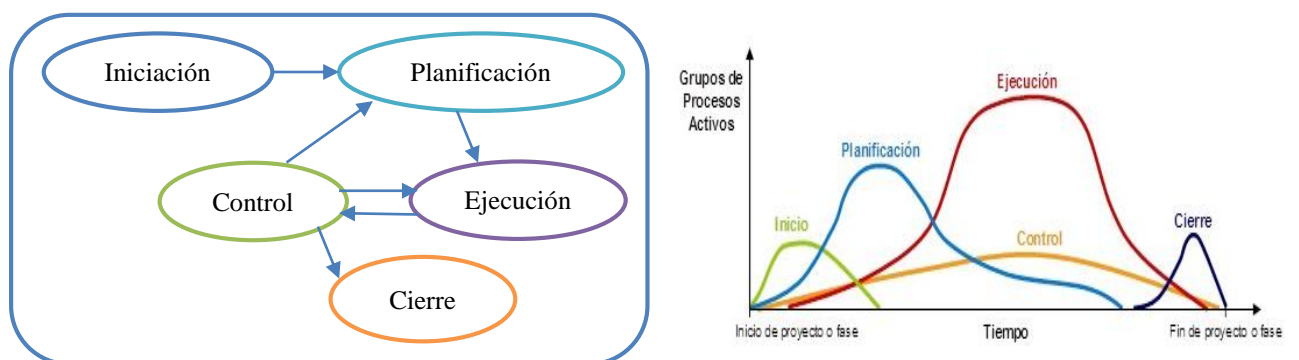 Iniciación
Planificación
Control
Ejecución
Cierre
Grupos de
Procesos
Activos
Ejecución
Planificación
Inicio
Control
Cierre
Inicio de proyecto o fase
Tiempo
Fin de proyecto o fase